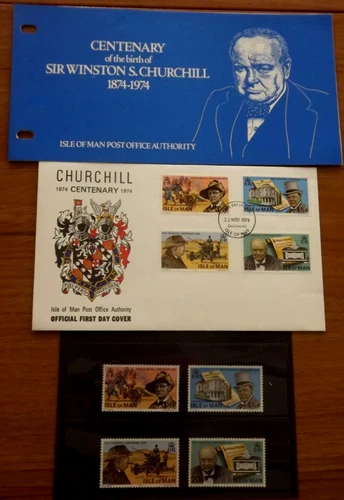 CENTENARY
of the birth of
SIR WINSTON S. CHURCHILL
1874-1974
ISLE OF MAN POST OFFICE AUTHORITY
CHURCHILL
1874 CENTENARY 1974
ISLE OF MAN
ISLE OF MAN
22 NOV 1974
ISLE OF MAN
ISLE OF MAN
ISLE OF MAN
Isle of Man Post Office Authority
OFFICIAL FIRST DAY COVER
ISLE OF MAN
ISLE OF MAN
ISLE OF MAN
ISLE OF MAN